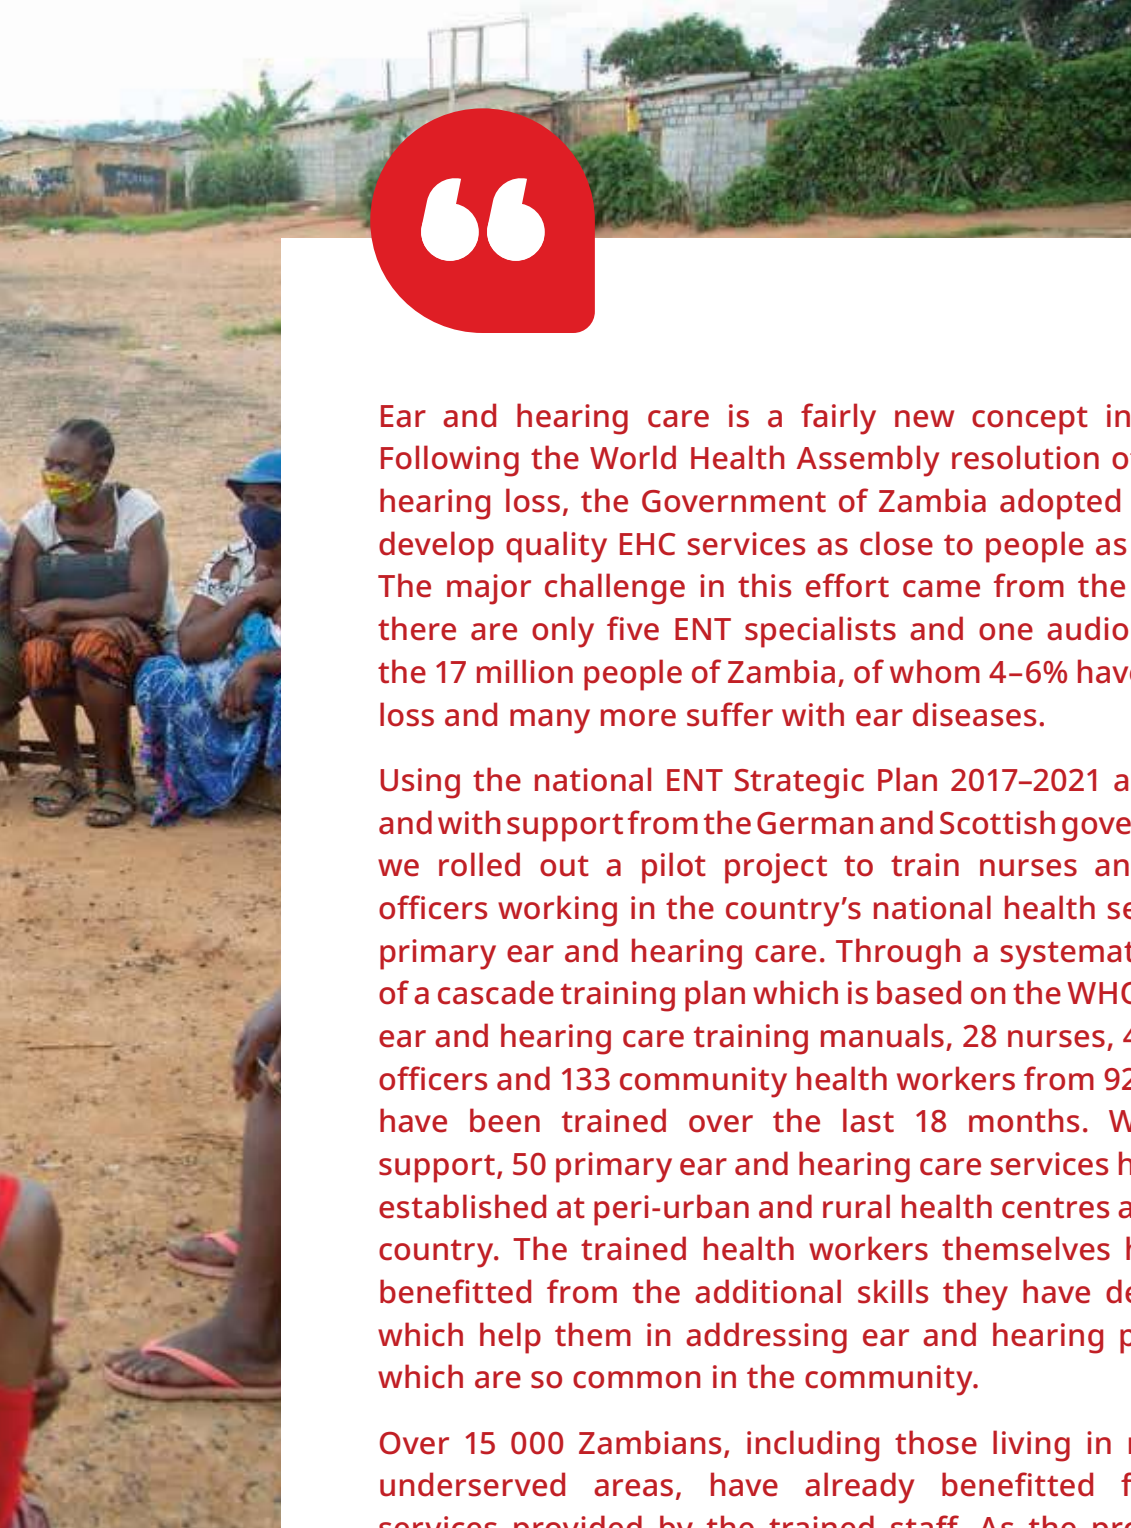 Ear and hearing care is a fairly new concept in
Following the World Health Assembly resolution
hearing loss, the Government of Zambia adopted
develop quality EHC services as close to people as
The major challenge in this effort came from the
there are only five ENT specialists and one
the 17 million people of Zambia, of whom 4–6%
loss and many more suffer with ear diseases.
Using the national ENT Strategic Plan 2017–2021
and with support from the German and Scottish
we rolled out a pilot project to train nurses
officers working in the country’s national health
primary ear and hearing care. Through a
of a cascade training plan which is based on the
ear and hearing care training manuals, 28 nurses,
officers and 133 community health workers from
have been trained over the last 18 months.
support, 50 primary ear and hearing care services
established at peri-urban and rural health centres
country. The trained health workers themselves
benefitted from the additional skills they have
which help them in addressing ear and hearing
which are so common in the community.
Over 15 000 Zambians, including those living in
underserved areas, have already benefitted
services provided by the trained staff. As the